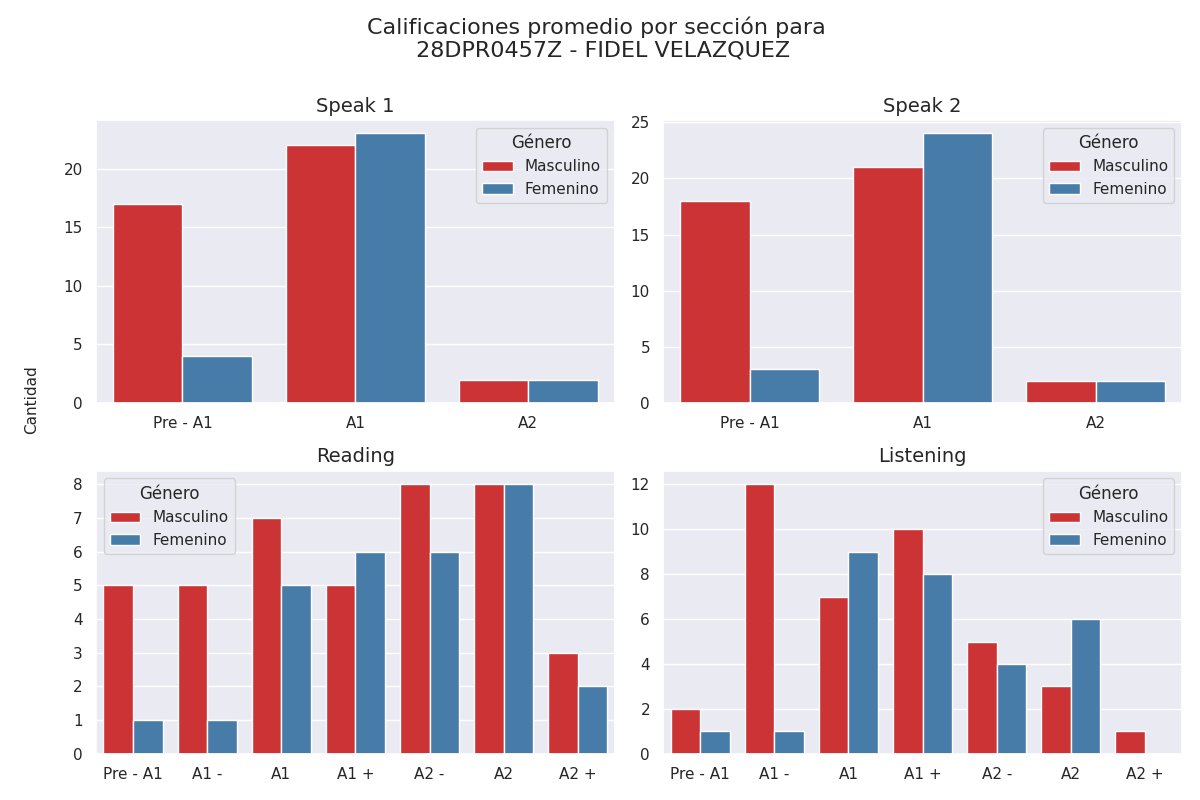 Calificaciones promedio por sección para
28DPR0457Z - FIDEL VELAZQUEZ
Cantidad
Speak 1
20
15
10
5
0
Género
Masculino
Femenino
Pre - A1 A1 A2
Speak 2
25
20
15
10
5
0
Género
Masculino
Femenino
Pre - A1 A1 A2
Reading
8
7
6
5
4
3
2
1
0
Género
Masculino
Femenino
Pre - A1 A1 - A1 A1 + A2 - A2 A2 +
Listening
12
10
8
6
4
2
0
Género
Masculino
Femenino
Pre - A1 A1 - A1 A1 + A2 - A2 A2 +